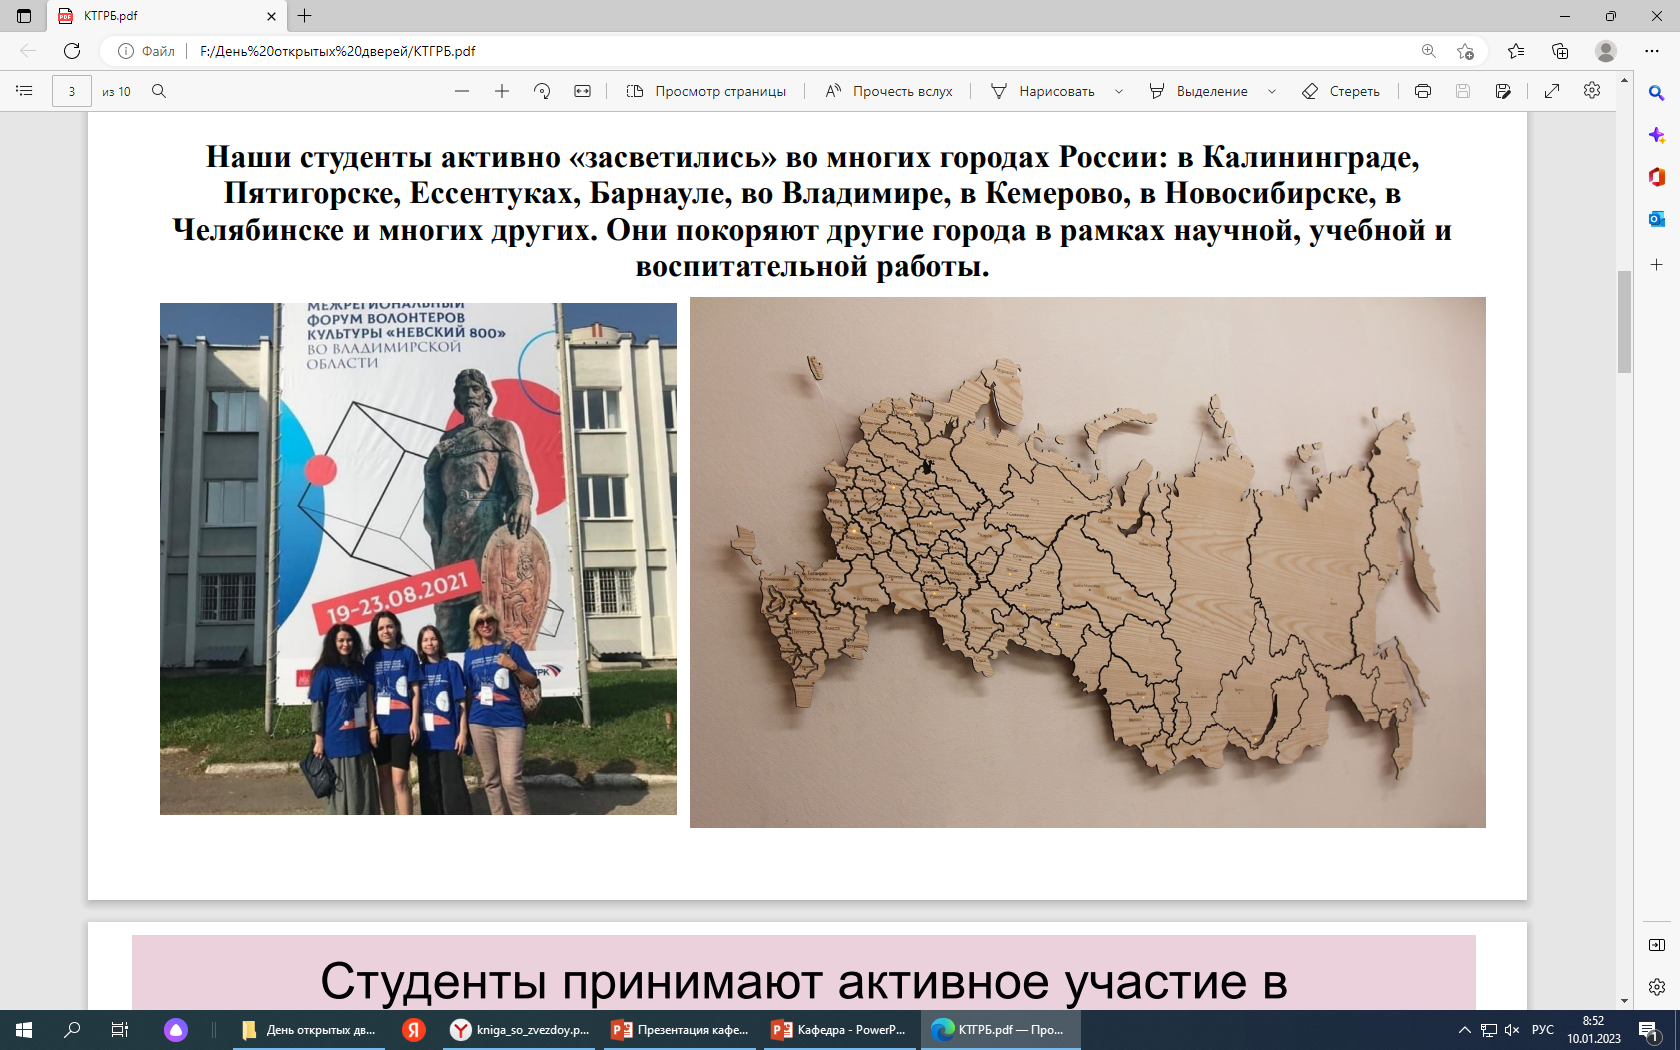 КТГРБ.pdf
Файл
F:/День%20открытых%20дверей/КТГРБ.pdf
3
из 10
Просмотр страницы
Прочесть вслух
Нарисовать
Выделение
Стереть
Наши студенты активно «засветились» во многих городах России: в Калининграде,
Пятигорске, Ессентуках, Барнауле, во Владимире, в Кемерово, в Новосибирске, в
Челябинске и многих других. Они покоряют другие города в рамках научной, учебной и
воспитательной работы.
МЕЖРЕГИОНАЛЬНЫЙ
ФОРУМ ВОЛОНТЕРОВ
КУЛЬТУРЫ «НЕВСКИЙ 800»
ВО ВЛАДИМИРСКОЙ
ОБЛАСТИ
19-23.08.2021
Студенты принимают активное участие в
День открытых дв...
kniga_so_zvezdoy.p...
Презентация кафе...
Кафедра - PowerP...
КТГРБ.pdf — Про...
РУС
8:52
10.01.2023
1